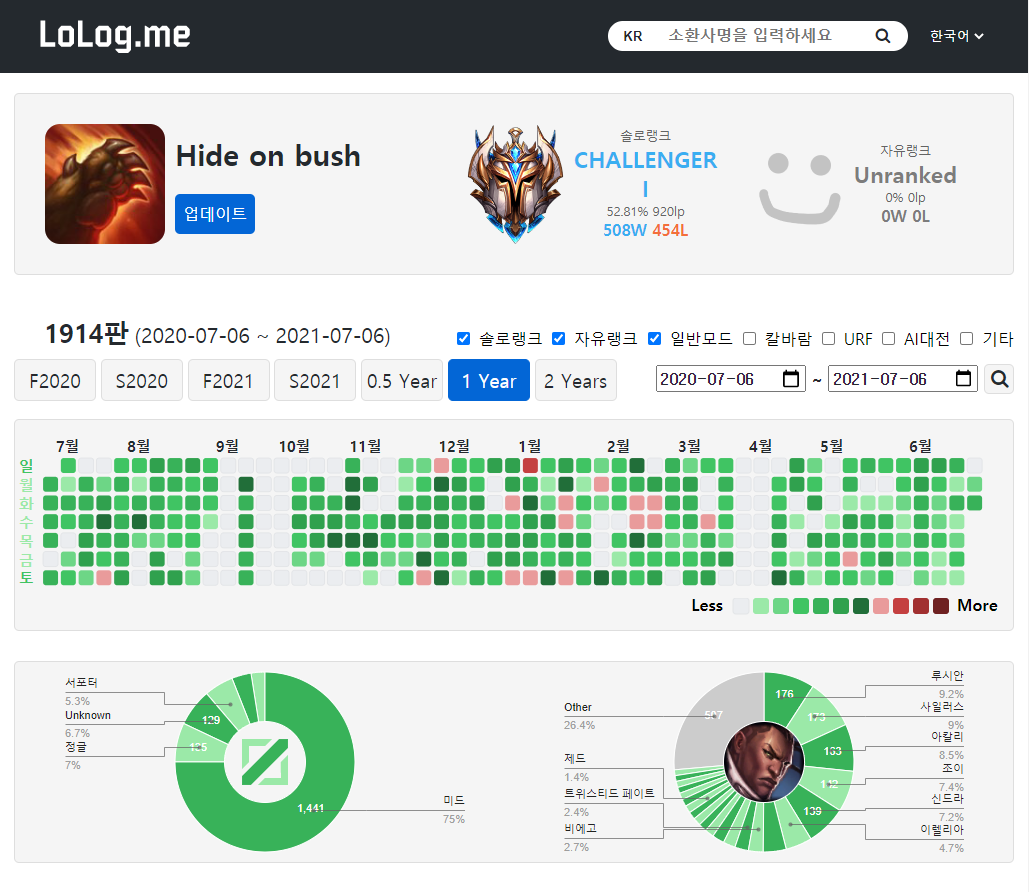 LoLog.me
KR 소환사명을 입력하세요 한국어
Hide on bush
업데이트
솔로랭크
CHALLENGER
I
52.81% 920lp
508W 454L
자유랭크
Unranked
0% 0lp
0W 0L
1914판 (2020-07-06 ~ 2021-07-06)
솔로랭크 자유랭크 일반모드 칼바람 URF AI대전 기타
F2020 S2020 F2021 S2021 0.5 Year 1 Year 2 Years
2020-07-06 ~ 2021-07-06
7월 8월 9월 10월 11월 12월 1월 2월 3월 4월 5월 6월
일
월
화
수
목
금
토
Less More
서포터
5.3%
Unknown
6.7%
정글
7%
129
135
1,441
미드
75%
Other
26.4%
제드
1.4%
트위스티드 페이트
2.4%
비에고
2.7%
507
176
173
163
142
139
루시안
9.2%
사일러스
9%
아칼리
8.5%
조이
7.4%
신드라
7.2%
이렐리아
4.7%